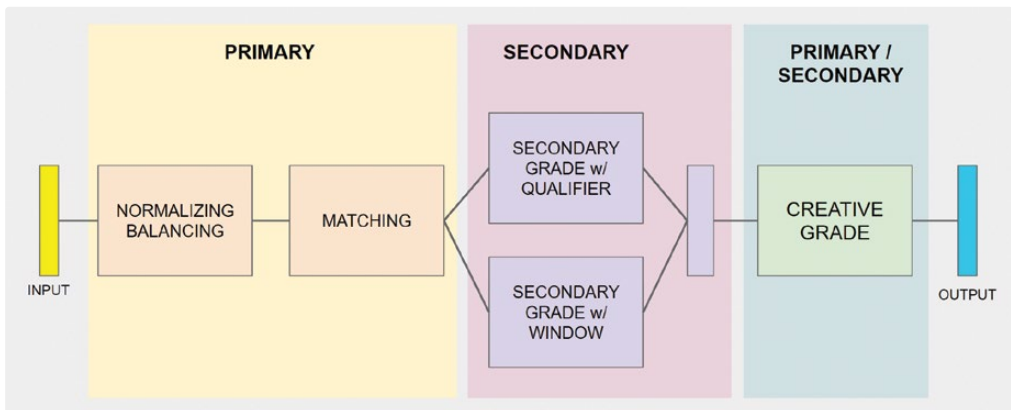 PRIMARY
SECONDARY
PRIMARY /
SECONDARY
INPUT
NORMALIZING
BALANCING
MATCHING
SECONDARY
GRADE w/
QUALIFIER
SECONDARY
GRADE w/
WINDOW
CREATIVE
GRADE
OUTPUT